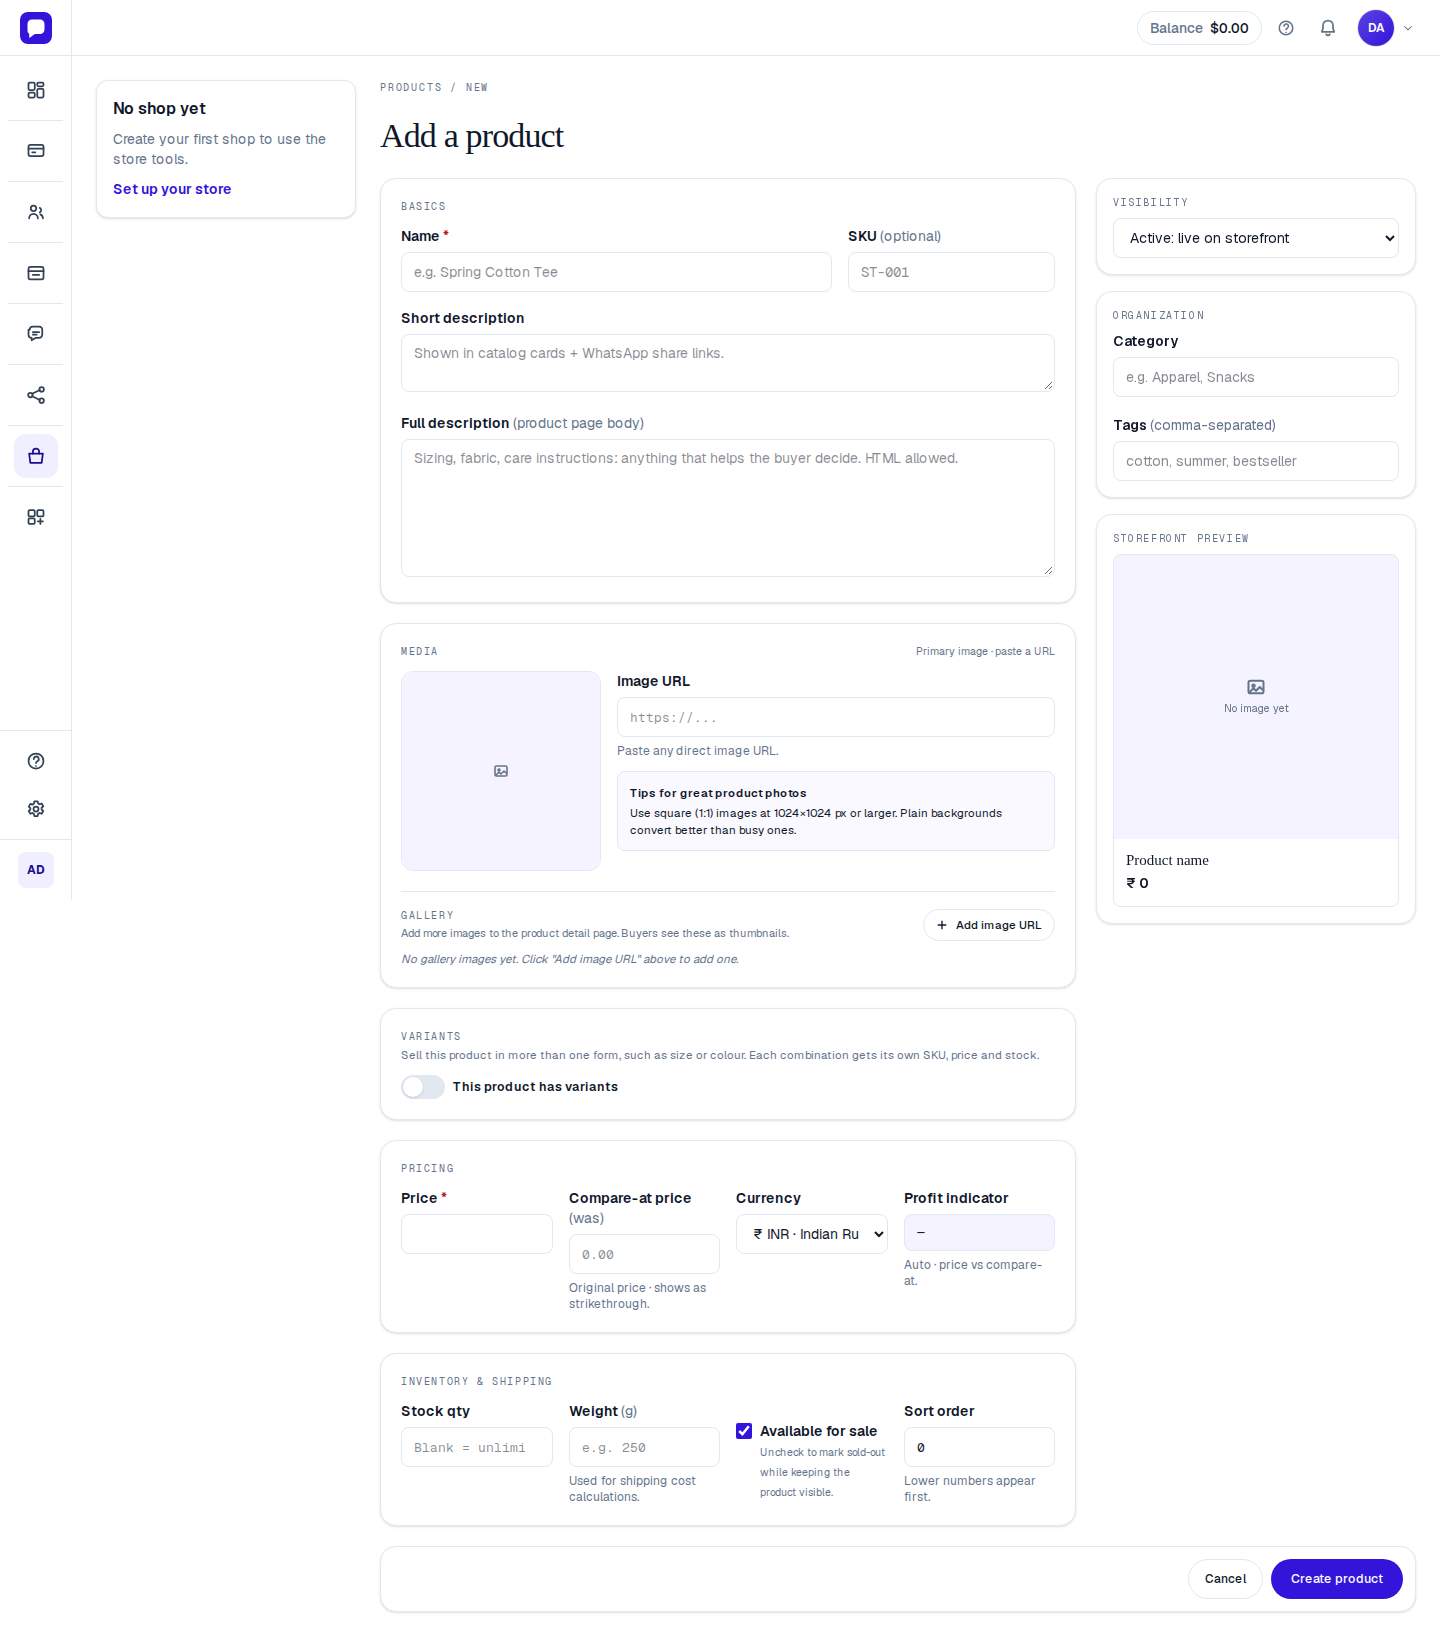 Balance $0.00
DA
No shop yet
Create your first shop to use the
store tools.
Set up your store
PRODUCTS / NEW
Add a product
BASICS
Name *
e.g. Spring Cotton Tee
SKU (optional)
ST-001
Short description
Shown in catalog cards + WhatsApp share links.
Full description (product page body)
Sizing, fabric, care instructions: anything that helps the buyer decide. HTML allowed.
MEDIA
Primary image · paste a URL
Image URL
https://...
Paste any direct image URL.
Tips for great product photos
Use square (1:1) images at 1024×1024 px or larger. Plain backgrounds
convert better than busy ones.
GALLERY
Add more images to the product detail page. Buyers see these as thumbnails.
Add image URL
No gallery images yet. Click "Add image URL" above to add one.
VARIANTS
Sell this product in more than one form, such as size or colour. Each combination gets its own SKU, price and stock.
This product has variants
PRICING
Price *
Compare-at price
(was)
0.00
Original price · shows as
strikethrough.
Currency
₹ INR · Indian Ru
Profit indicator
–
Auto · price vs compare-
at.
INVENTORY & SHIPPING
Stock qty
Blank = unlimi
Weight (g)
e.g. 250
Used for shipping cost
calculations.
Available for sale
Uncheck to mark sold-out
while keeping the
product visible.
Sort order
0
Lower numbers appear
first.
VISIBILITY
Active: live on storefront
ORGANIZATION
Category
e.g. Apparel, Snacks
Tags (comma-separated)
cotton, summer, bestseller
STOREFRONT PREVIEW
No image yet
Product name
₹ 0
Cancel
Create product
AD